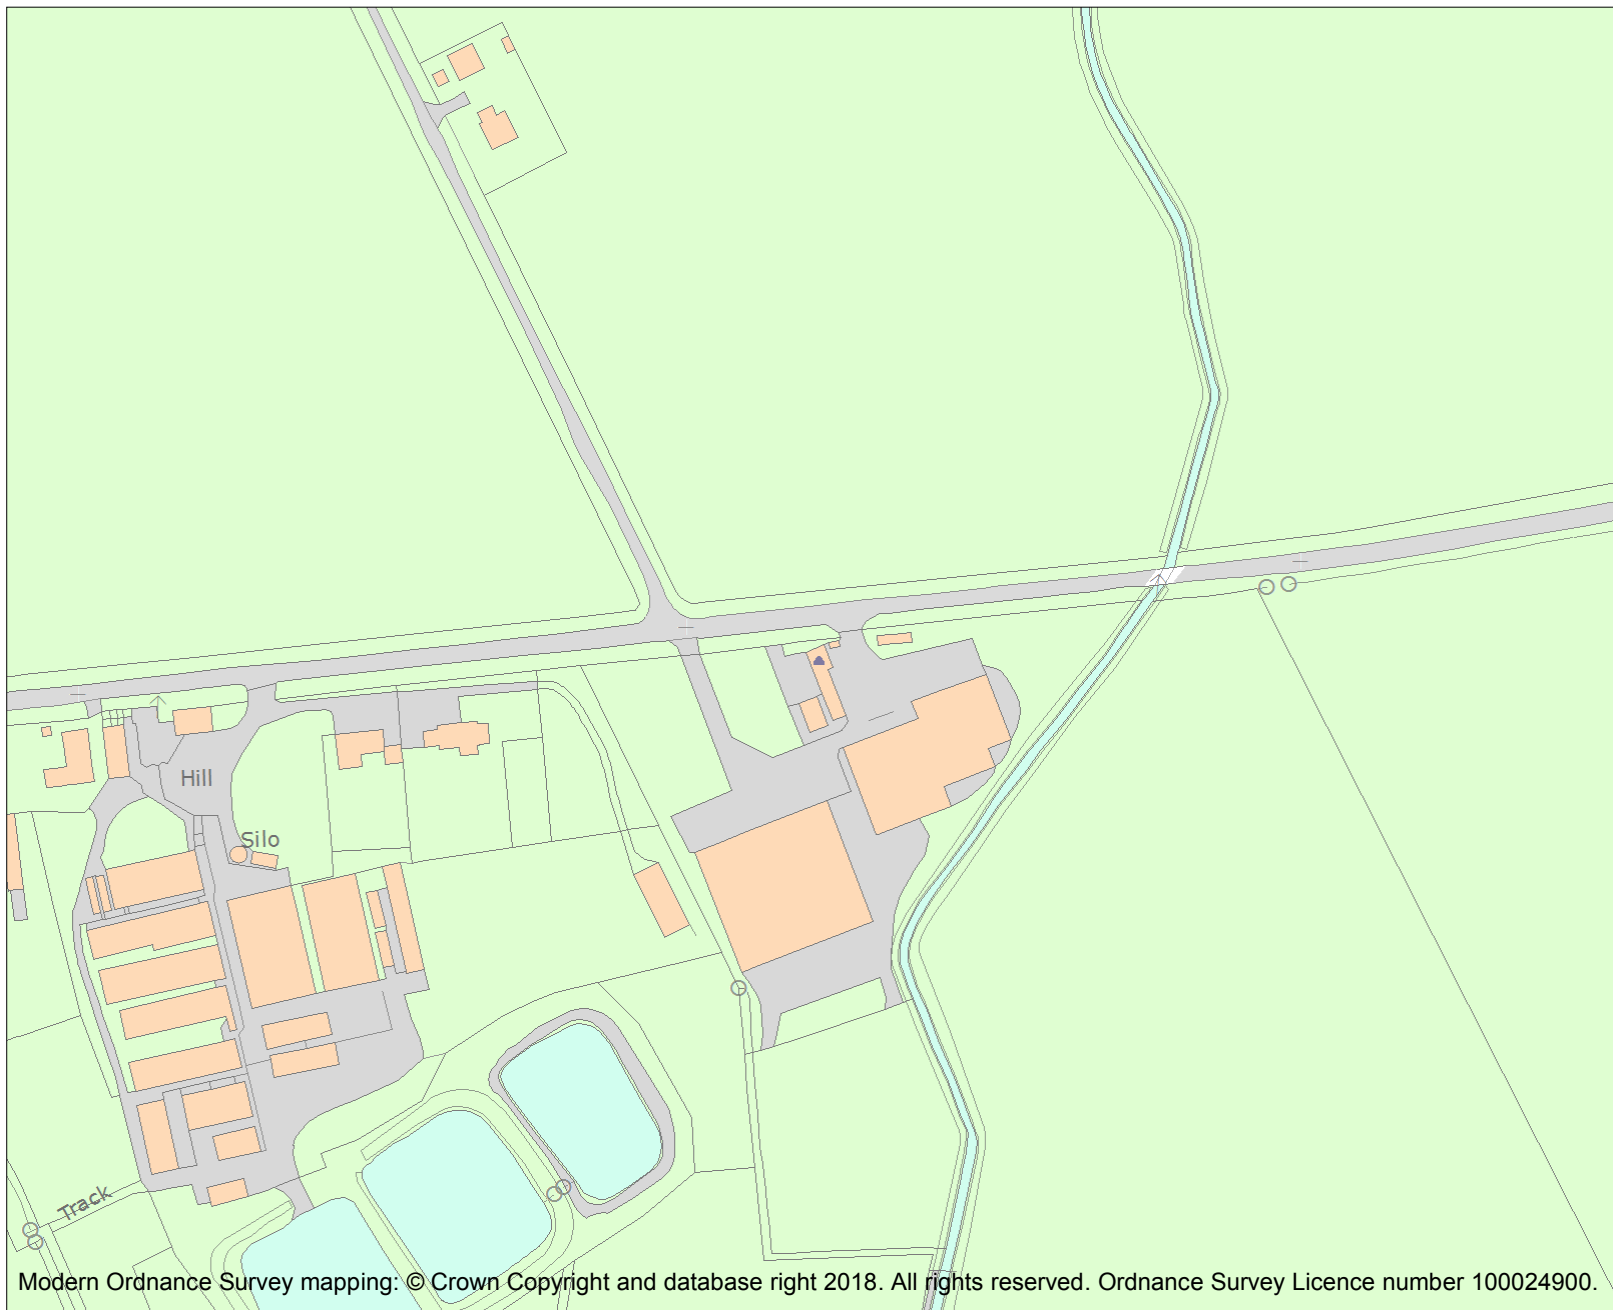 Hill
Silo
Track
Modern Ordnance Survey mapping: © Crown Copyright and database right 2018. All rights reserved. Ordnance Survey Licence number 100024900.